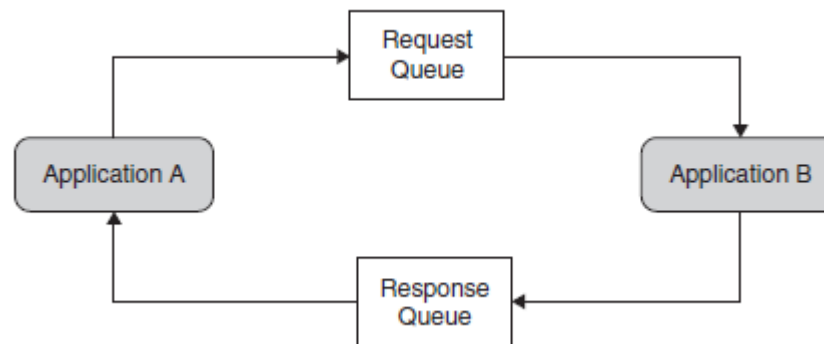 Request
Queue
Application A
Application B
Response
Queue